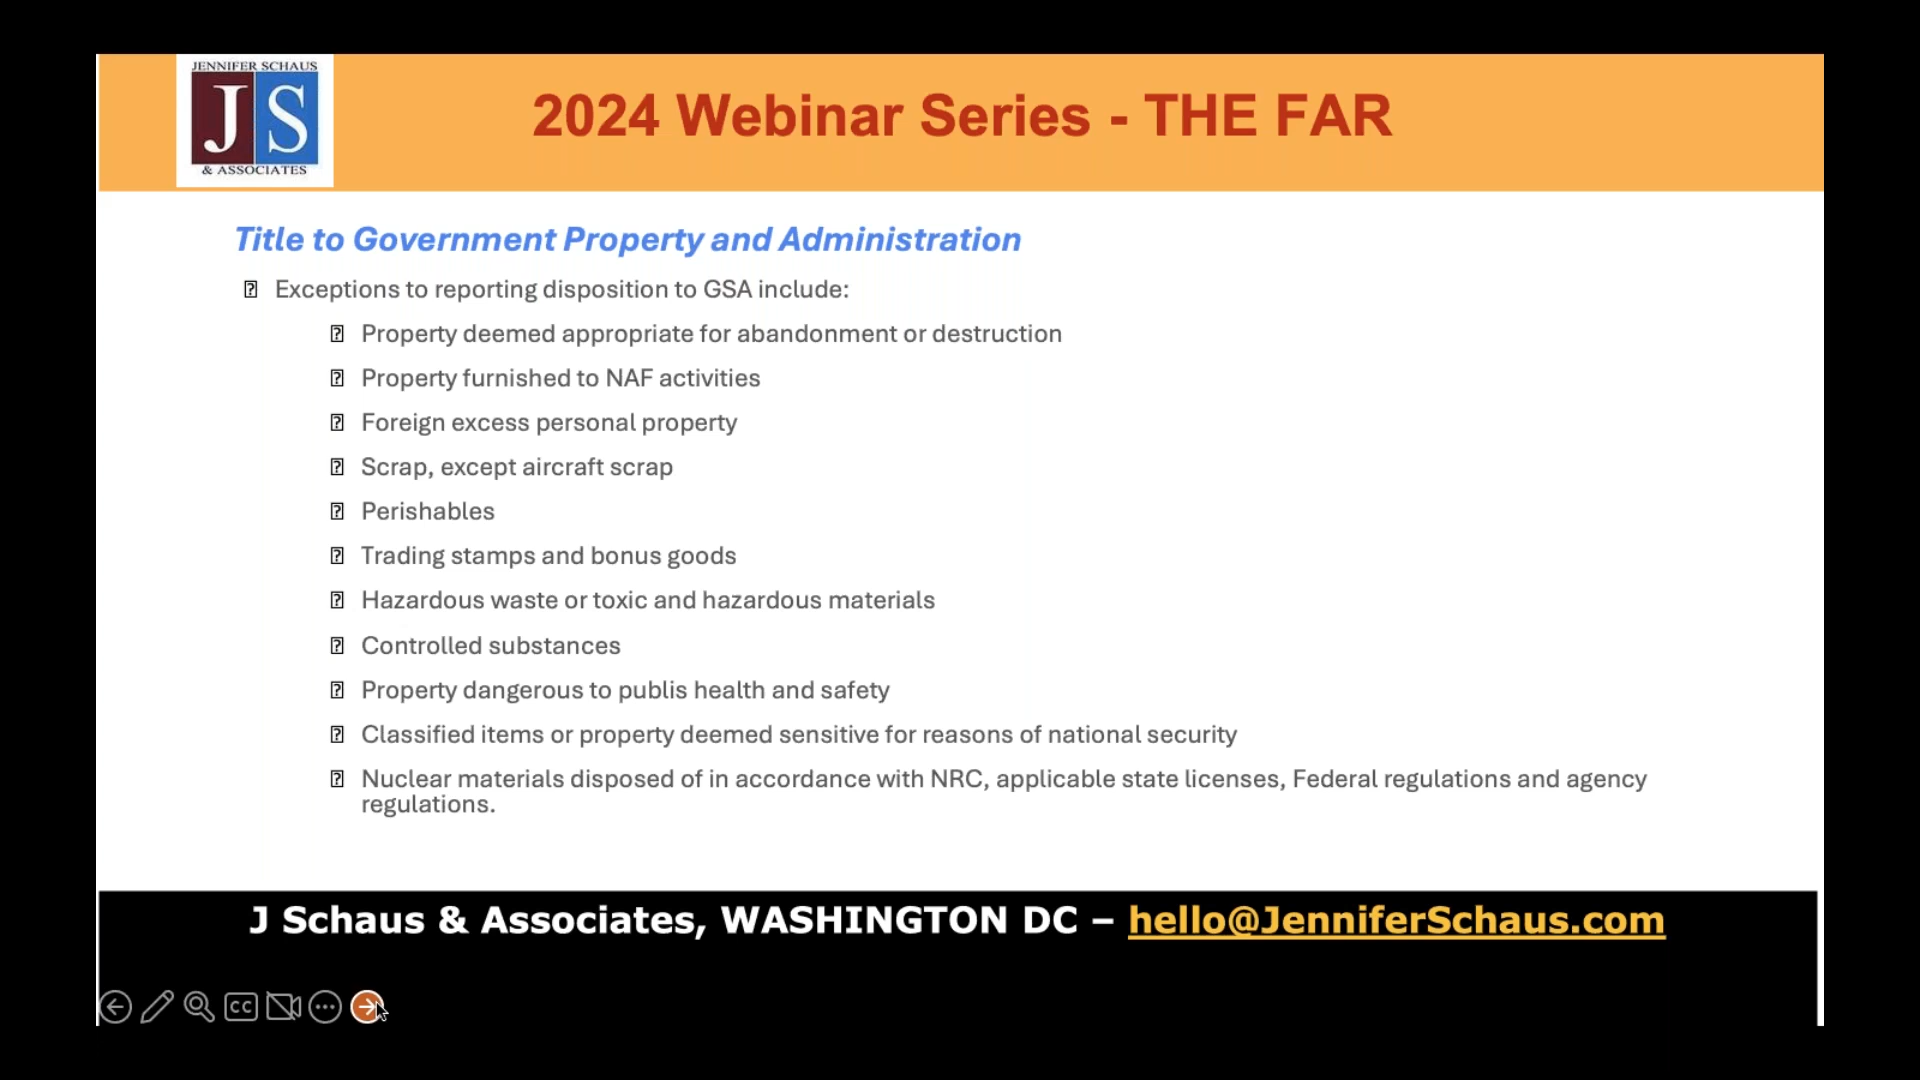 JENNIFER SCHAUS
JS
& ASSOCIATES
2024 Webinar Series - THE FAR
Title to Government Property and Administration
Exceptions to reporting disposition to GSA include:
Property deemed appropriate for abandonment or destruction
Property furnished to NAF activities
Foreign excess personal property
Scrap, except aircraft scrap
Perishables
Trading stamps and bonus goods
Hazardous waste or toxic and hazardous materials
Controlled substances
Property dangerous to publis health and safety
Classified items or property deemed sensitive for reasons of national security
Nuclear materials disposed of in accordance with NRC, applicable state licenses, Federal regulations and agency
regulations.
J Schaus & Associates, WASHINGTON DC – hello@JenniferSchaus.com
CC